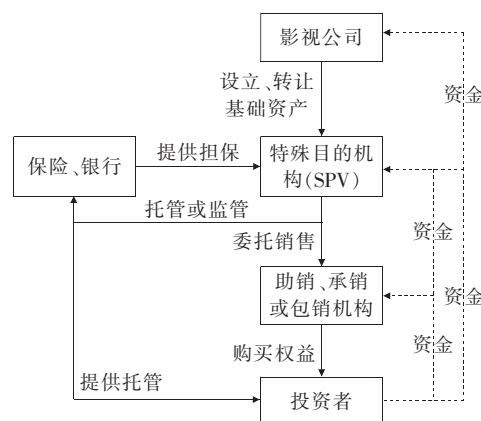 影视公司
设立、转让
基础资产
资金
保险、银行
提供担保
特殊目的机
构(SPV)
托管或监管
委托销售
资金
助销、承销
或包销机构
资金
购买权益
资金
提供托管
投资者